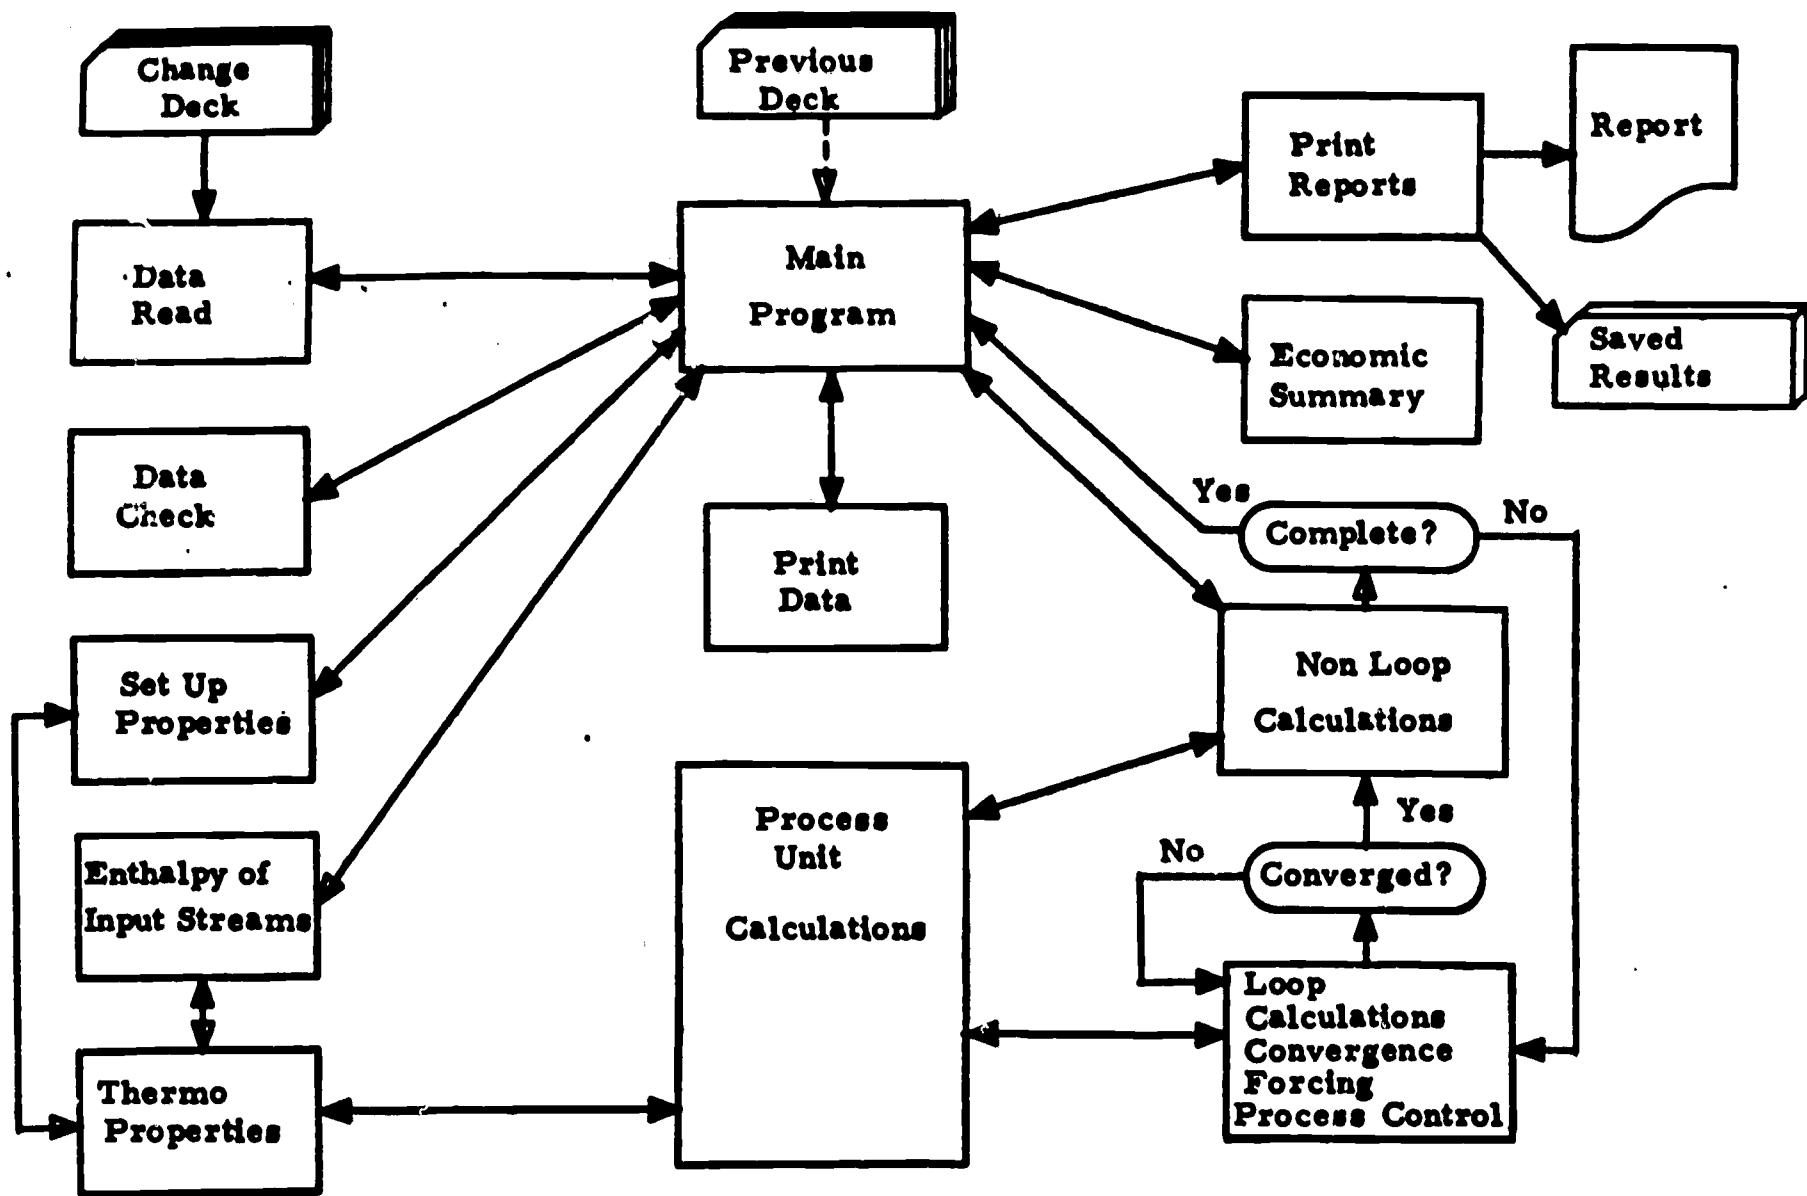 Change
Deck
Previous
Deck
Print
Reports
Report
Data
Read
Main
Program
Economic
Summary
Saved
Results
Data
Check
Print
Data
Yes
Complete?
No
Set Up
Properties
Non Loop
Calculations
Enthalpy of
Input Streams
Process
Unit
Calculations
Yes
No
Converged?
Thermo
Properties
Loop
Calculations
Convergence
Forcing
Process Control